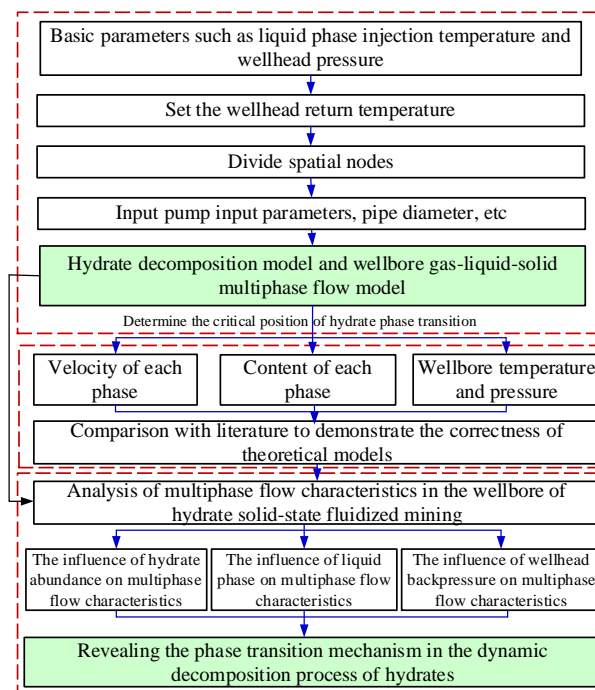 Basic parameters such as liquid phase injection temperature and
wellhead pressure
Set the wellhead return temperature
Divide spatial nodes
Input pump input parameters, pipe diameter, etc
Hydrate decomposition model and wellbore gas-liquid-solid
multiphase flow model
Determine the critical position of hydrate phase transition
Velocity of each
phase
Content of each
phase
Wellbore temperature
and pressure
Comparison with literature to demonstrate the correctness of
theoretical models
Analysis of multiphase flow characteristics in the wellbore of
hydrate solid-state fluidized mining
The influence of hydrate
abundance on multiphase
flow characteristics
The influence of liquid
phase on multiphase flow
characteristics
The influence of wellhead
backpressure on multiphase
flow characteristics
Revealing the phase transition mechanism in the dynamic
decomposition process of hydrates